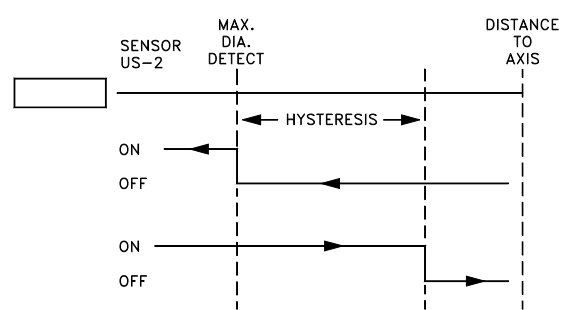 SENSOR
US-2
MAX.
DIA.
DETECT
DISTANCE
TO
AXIS
HYSTERESIS
ON
OFF
ON
OFF